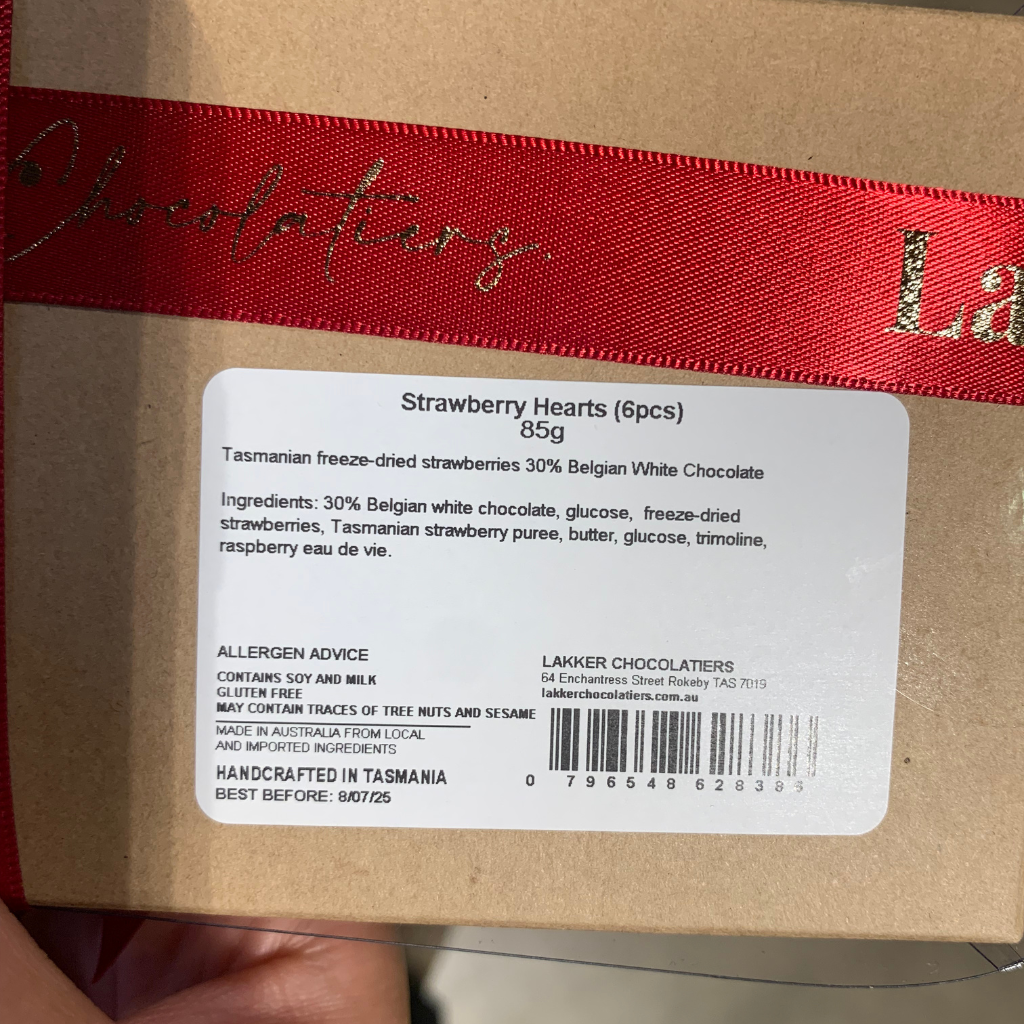 Chocolatiers.
La
Strawberry Hearts (6pcs)
85g
Tasmanian freeze-dried strawberries 30% Belgian White Chocolate
Ingredients: 30% Belgian white chocolate, glucose, freeze-dried
strawberries, Tasmanian strawberry puree, butter, glucose, trimoline,
raspberry eau de vie.
ALLERGEN ADVICE
CONTAINS SOY AND MILK
GLUTEN FREE
MAY CONTAIN TRACES OF TREE NUTS AND SESAME
MADE IN AUSTRALIA FROM LOCAL
AND IMPORTED INGREDIENTS
HANDCRAFTED IN TASMANIA
BEST BEFORE: 8/07/25
LAKKER CHOCOLATIERS
64 Enchantress Street Rokeby TAS 7019
lakkerchocolatiers.com.au
0 796548 628386